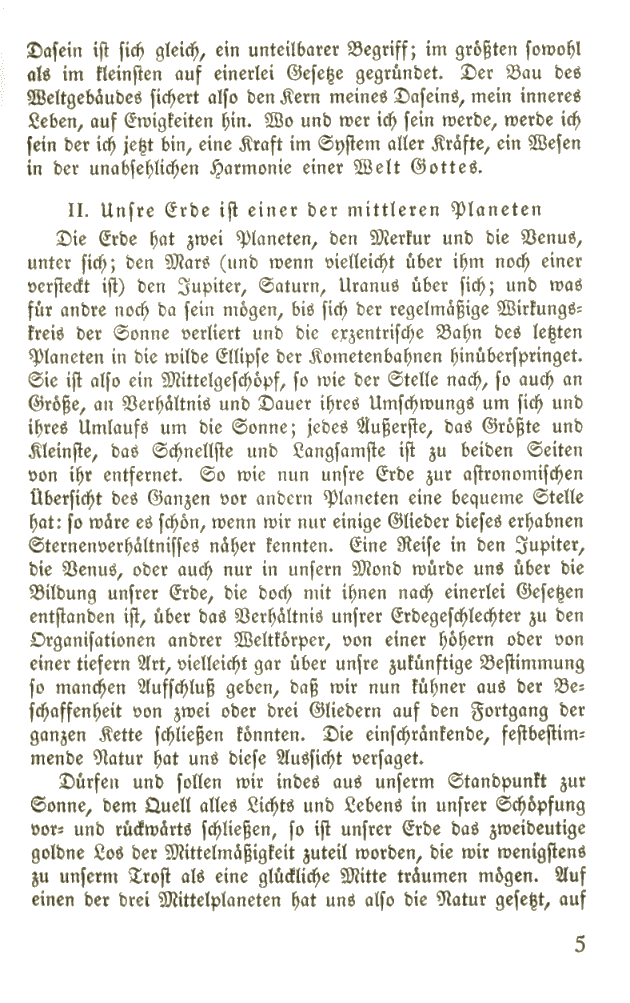 Dasein ist sich gleich, ein unteilbarer Begriff; im größten sowohl
als im kleinsten auf einerlei Gesetze gegründet. Der Bau des
Weltgebäudes sichert also den Kern meines Daseins, mein inneres
Leben, auf Ewigkeiten hin. Wo und wer ich sein werde, werde ich
sein der ich jetzt bin, eine Kraft im System aller Kräfte, ein Wesen
in der unabsehlichen Harmonie einer Welt Gottes.
II. Unsre Erde ist einer der mittleren Planeten
Die Erde hat zwei Planeten, den Merkur und die Venus,
unter sich; den Mars (und wenn vielleicht über ihm noch einer
versteckt ist) den Jupiter, Saturn, Uranus über sich; und was
für andre noch da sein mögen, bis sich der regelmäßige Wirkungs-
kreis der Sonne verliert und die exzentrische Bahn des letzten
Planeten in die wilde Ellipse der Kometenbahnen hinüberspringet.
Sie ist also ein Mittelgeschöpf, so wie der Stelle nach, so auch an
Größe, an Verhältnis und Dauer ihres Umschwungs um sich und
ihres Umlaufs um die Sonne; jedes Äußerste, das Größte und
Kleinste, das Schnellste und Langsamste ist zu beiden Seiten
von ihr entfernet. So wie nun unsre Erde zur astronomischen
Übersicht des Ganzen vor andern Planeten eine bequeme Stelle
hat: so wäre es schön, wenn wir nur einige Glieder dieses erhabnen
Sternenverhältnisses näher kennten. Eine Reise in den Jupiter,
die Venus, oder auch nur in unsern Mond würde uns über die
Bildung unsrer Erde, die doch mit ihnen nach einerlei Gesetzen
entstanden ist, über das Verhältnis unsrer Erdegeschlechter zu den
Organisationen andrer Weltkörper, von einer höhern oder von
einer tiefern Art, vielleicht gar über unsre zukünftige Bestimmung
so manchen Aufschluß geben, daß wir nun kühner aus der Be-
schaffenheit von zwei oder drei Gliedern auf den Fortgang der
ganzen Kette schließen könnten. Die einschränkende, festbestim-
mende Natur hat uns diese Aussicht versaget.
Dürfen und sollen wir indes aus unserm Standpunkt zur
Sonne, dem Quell alles Lichts und Lebens in unsrer Schöpfung
vor- und rückwärts schließen, so ist unsrer Erde das zweideutige
goldne Los der Mittelmäßigkeit zuteil worden, die wir wenigstens
zu unserm Trost als eine glückliche Mitte träumen mögen. Auf
einen der drei Mittelplaneten hat uns also die Natur gesetzt, auf
5